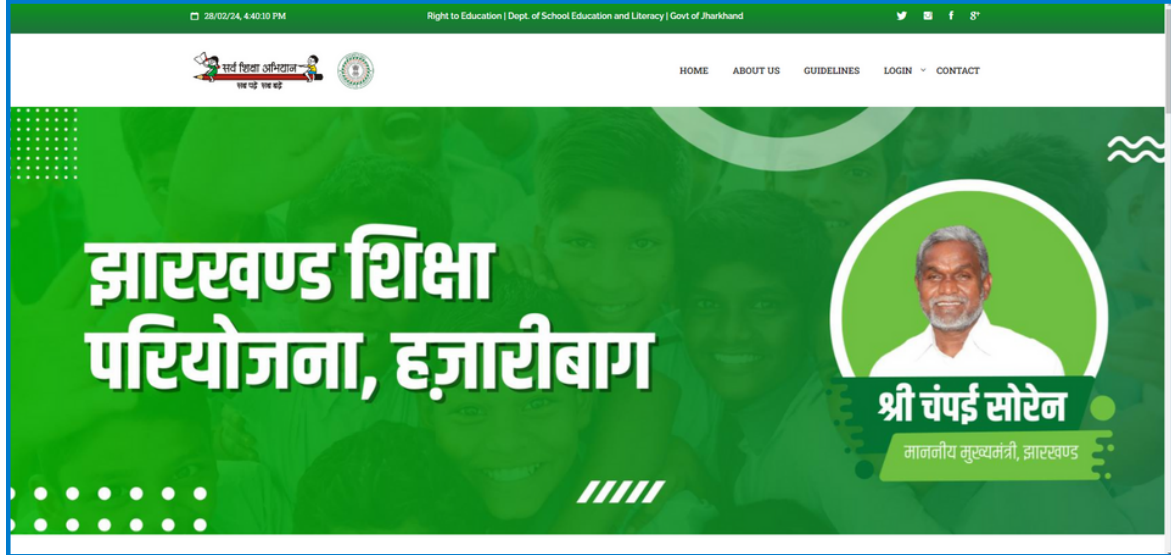 28/02/24, 4:40:10 PM
Right to Education | Dept. of School Education and Literacy | Govt of Jharkhand
सर्व शिक्षा अभियान
सब पढ़ें सब बढ़ें
HOME ABOUT US GUIDELINES LOGIN CONTACT
झारखण्ड शिक्षा
परियोजना, हज़ारीबाग
श्री चंपई सोरेन
माननीय मुख्यमंत्री, झारखण्ड